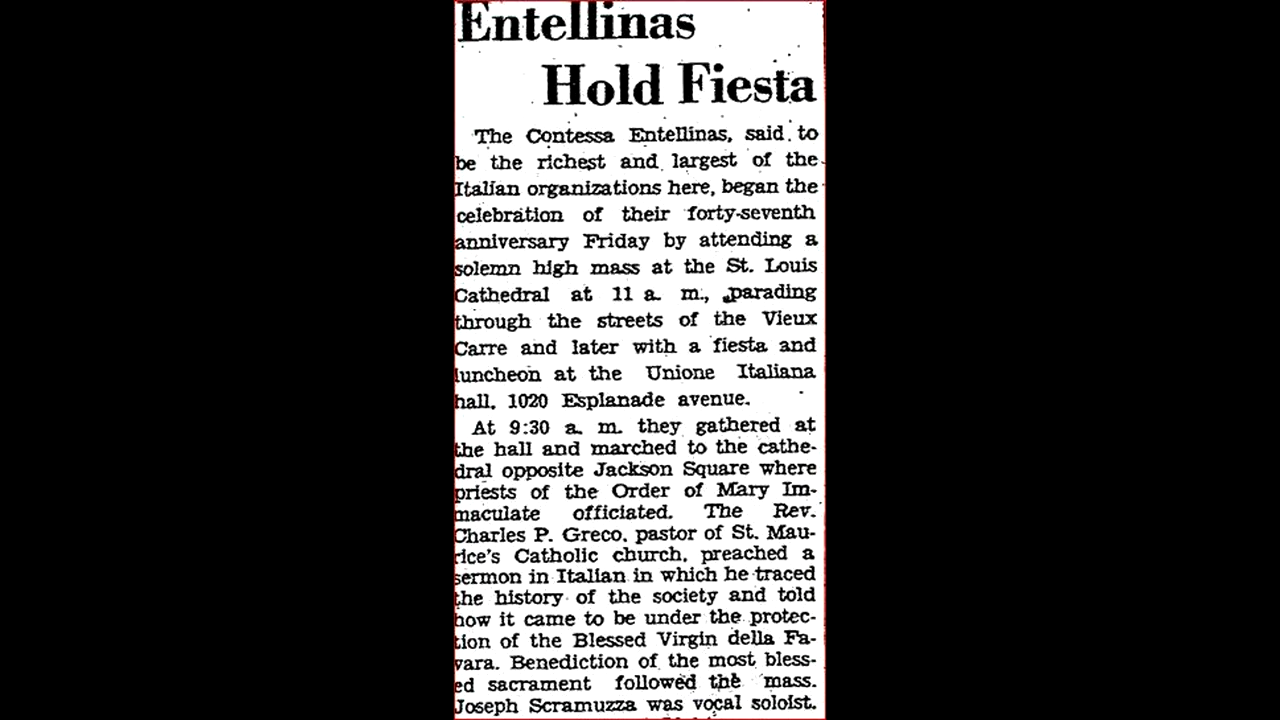 Entellinas
Hold Fiesta
The Contessa Entellinas, said to
be the richest and largest of the
Italian organizations here, began the
celebration of their forty-seventh
anniversary Friday by attending a
solemn high mass at the St. Louis
Cathedral at 11 a. m., parading
through the streets of the Vieux
Carre and later with a fiesta and
luncheon at the Unione Italiana
hall, 1020 Esplanade avenue.
At 9:30 a. m. they gathered at
the hall and marched to the cathe-
dral opposite Jackson Square where
priests of the Order of Mary Im-
maculate officiated. The Rev.
Charles P. Greco, pastor of St. Mau-
rice's Catholic church, preached a
sermon in Italian in which he traced
the history of the society and told
how it came to be under the protec-
tion of the Blessed Virgin della Fa-
vara. Benediction of the most bless-
ed sacrament followed the mass.
Joseph Scramuzza was vocal soloist.